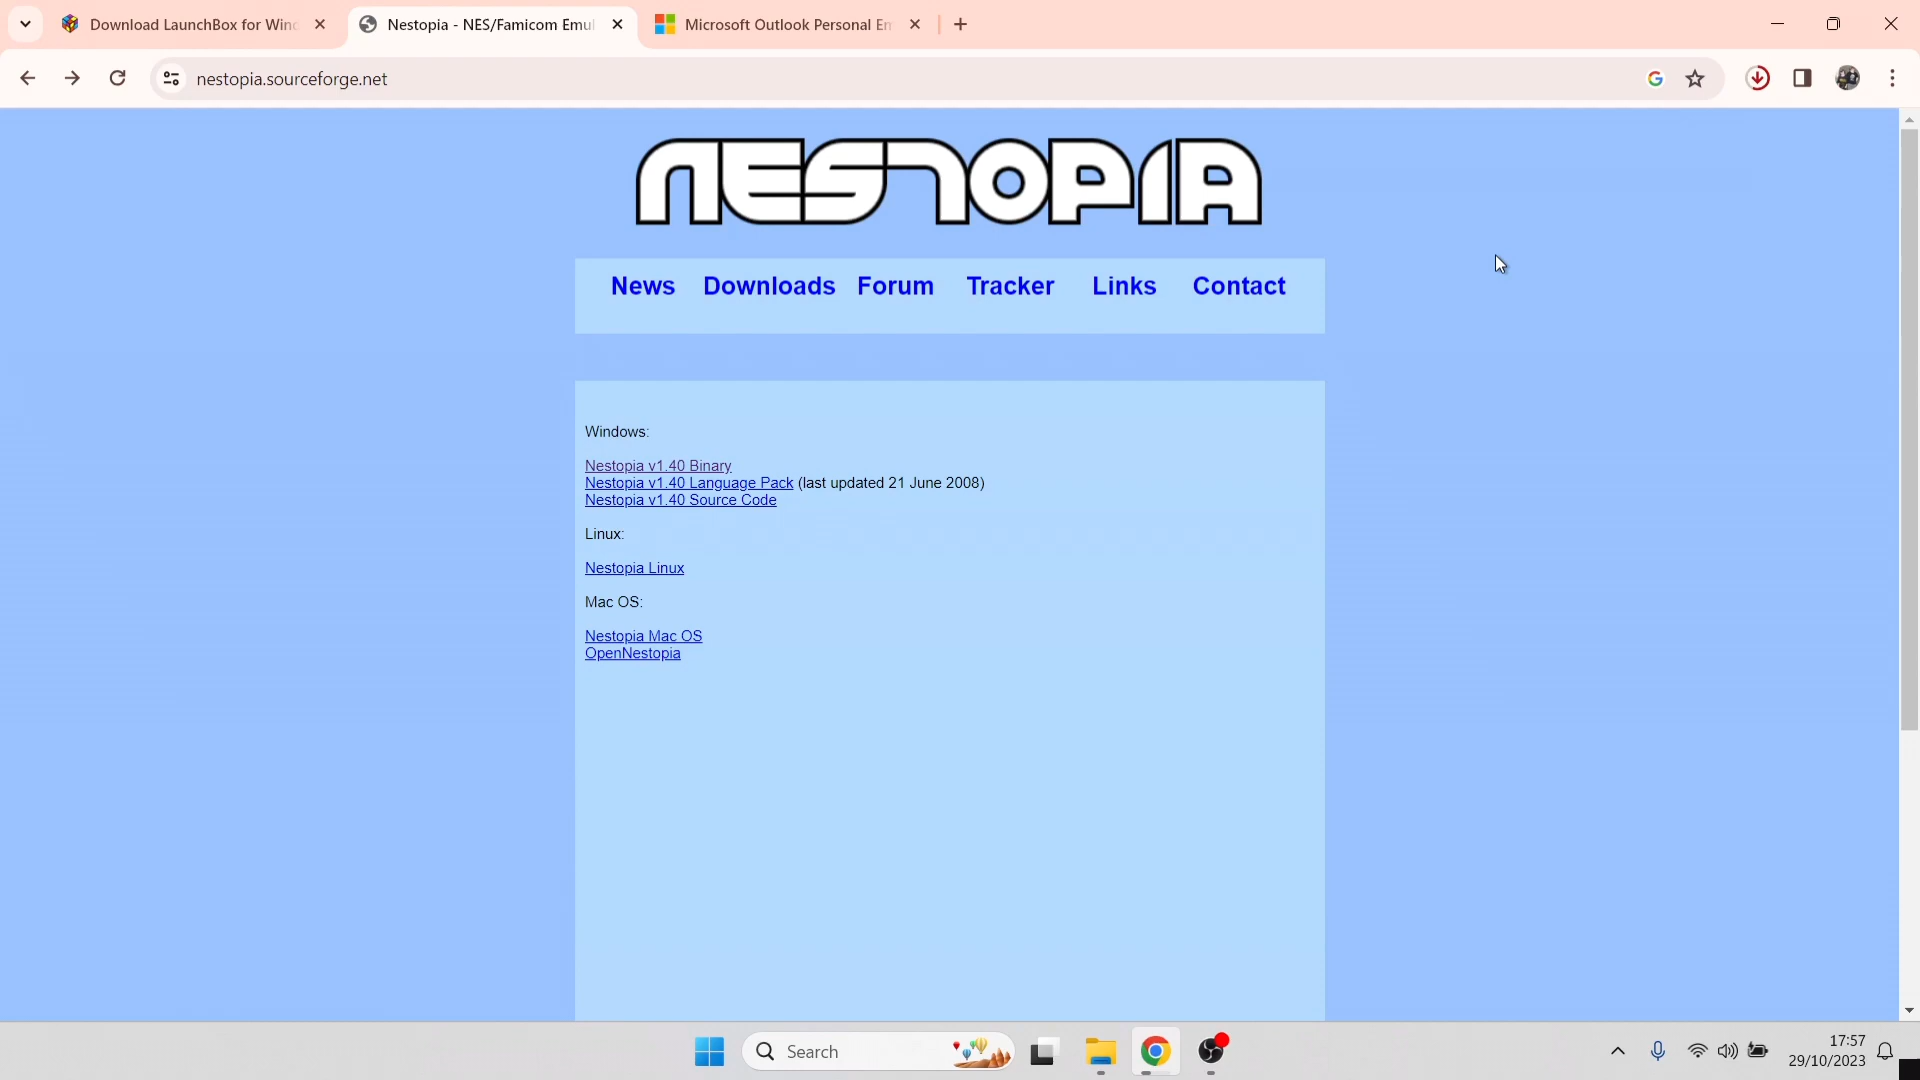 Download LaunchBox for Wind
Nestopia - NES/Famicom Emul
Microsoft Outlook Personal Em
nestopia.sourceforge.net
NESTOPIA
News Downloads Forum Tracker Links Contact
Windows:
Nestopia v1.40 Binary
Nestopia v1.40 Language Pack (last updated 21 June 2008)
Nestopia v1.40 Source Code
Linux:
Nestopia Linux
Mac OS:
Nestopia Mac OS
OpenNestopia
Search
17:57
29/10/2023